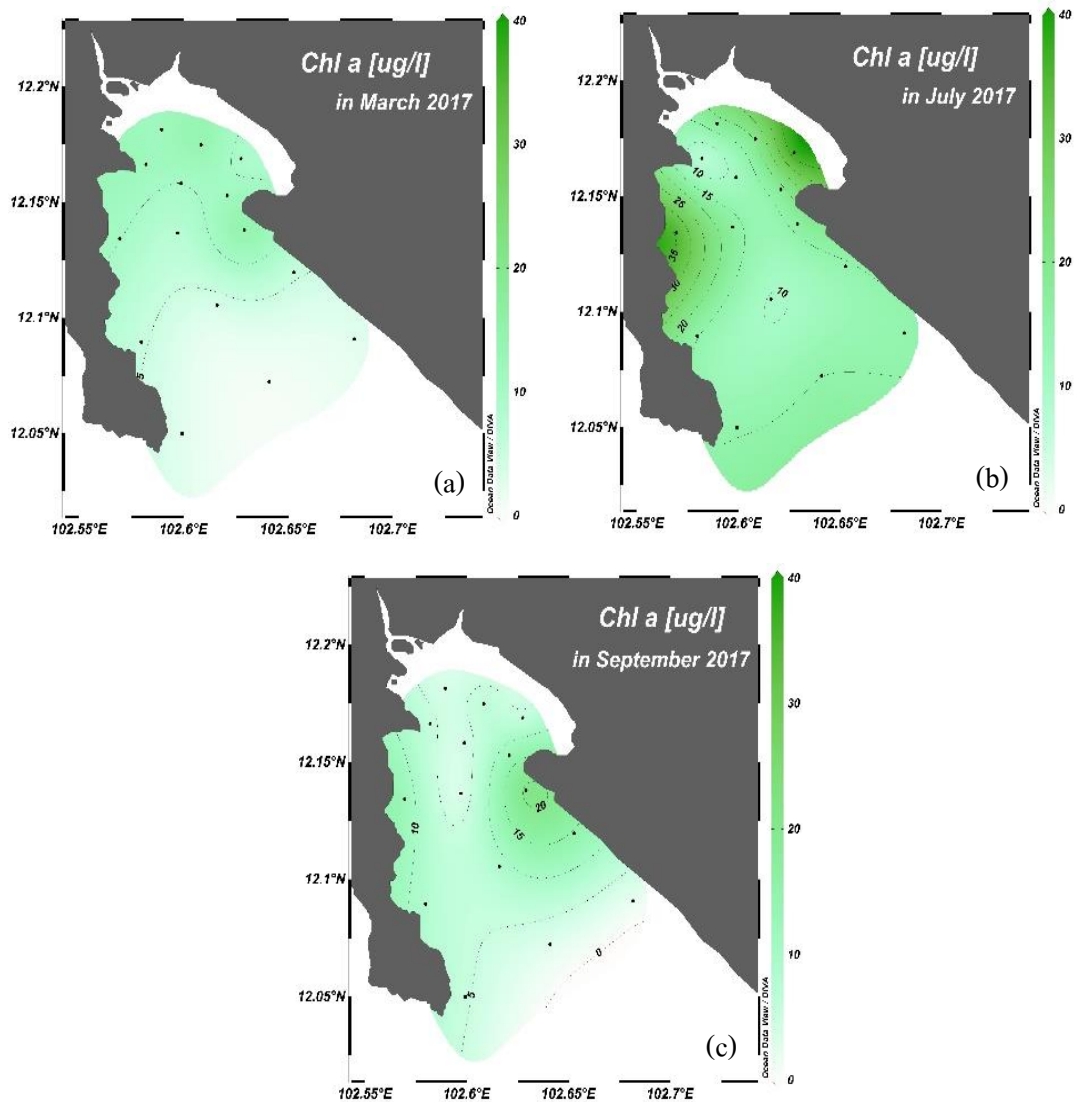 Chl a [ug/l]
in March 2017
12.2°N
12.15°N
12.1°N
12.05°N
102.55°E 102.6°E 102.65°E 102.7°E
5
40
30
20
10
0
Ocean Data View / DIVA
(a)
Chl a [ug/l]
in July 2017
12.2°N
12.15°N
12.1°N
12.05°N
102.55°E 102.6°E 102.65°E 102.7°E
10
15
25
35
30
20
10
40
30
20
10
0
Ocean Data View / DIVA
(b)
Chl a [ug/l]
in September 2017
12.2°N
12.15°N
12.1°N
12.05°N
102.55°E 102.6°E 102.65°E 102.7°E
20
15
10
0
5
40
30
20
10
0
Ocean Data View / DIVA
(c)